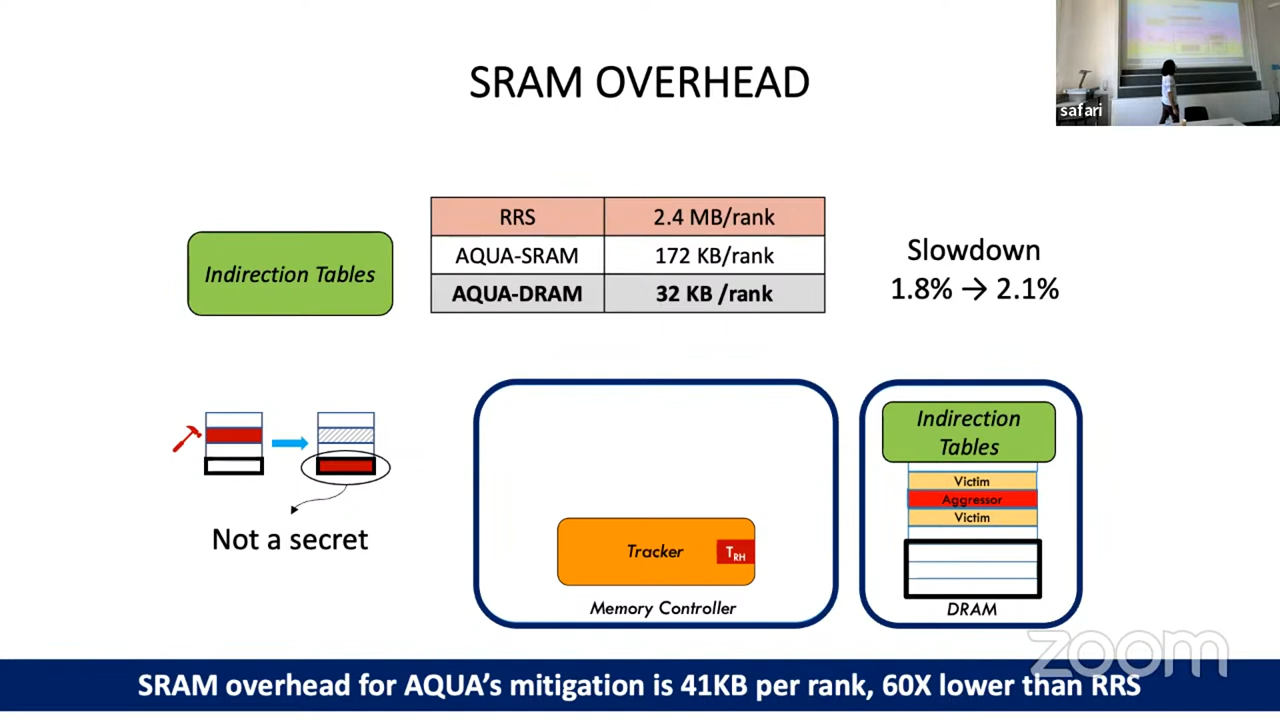 SRAM OVERHEAD
safari
Indirection Tables
RRS 2.4 MB/rank
AQUA-SRAM 172 KB/rank
AQUA-DRAM 32 KB /rank
Slowdown
1.8% → 2.1%
Not a secret
Tracker
TRH
Memory Controller
Indirection
Tables
Victim
Aggressor
Victim
DRAM
zoom
SRAM overhead for AQUA's mitigation is 41KB per rank, 60X lower than RRS